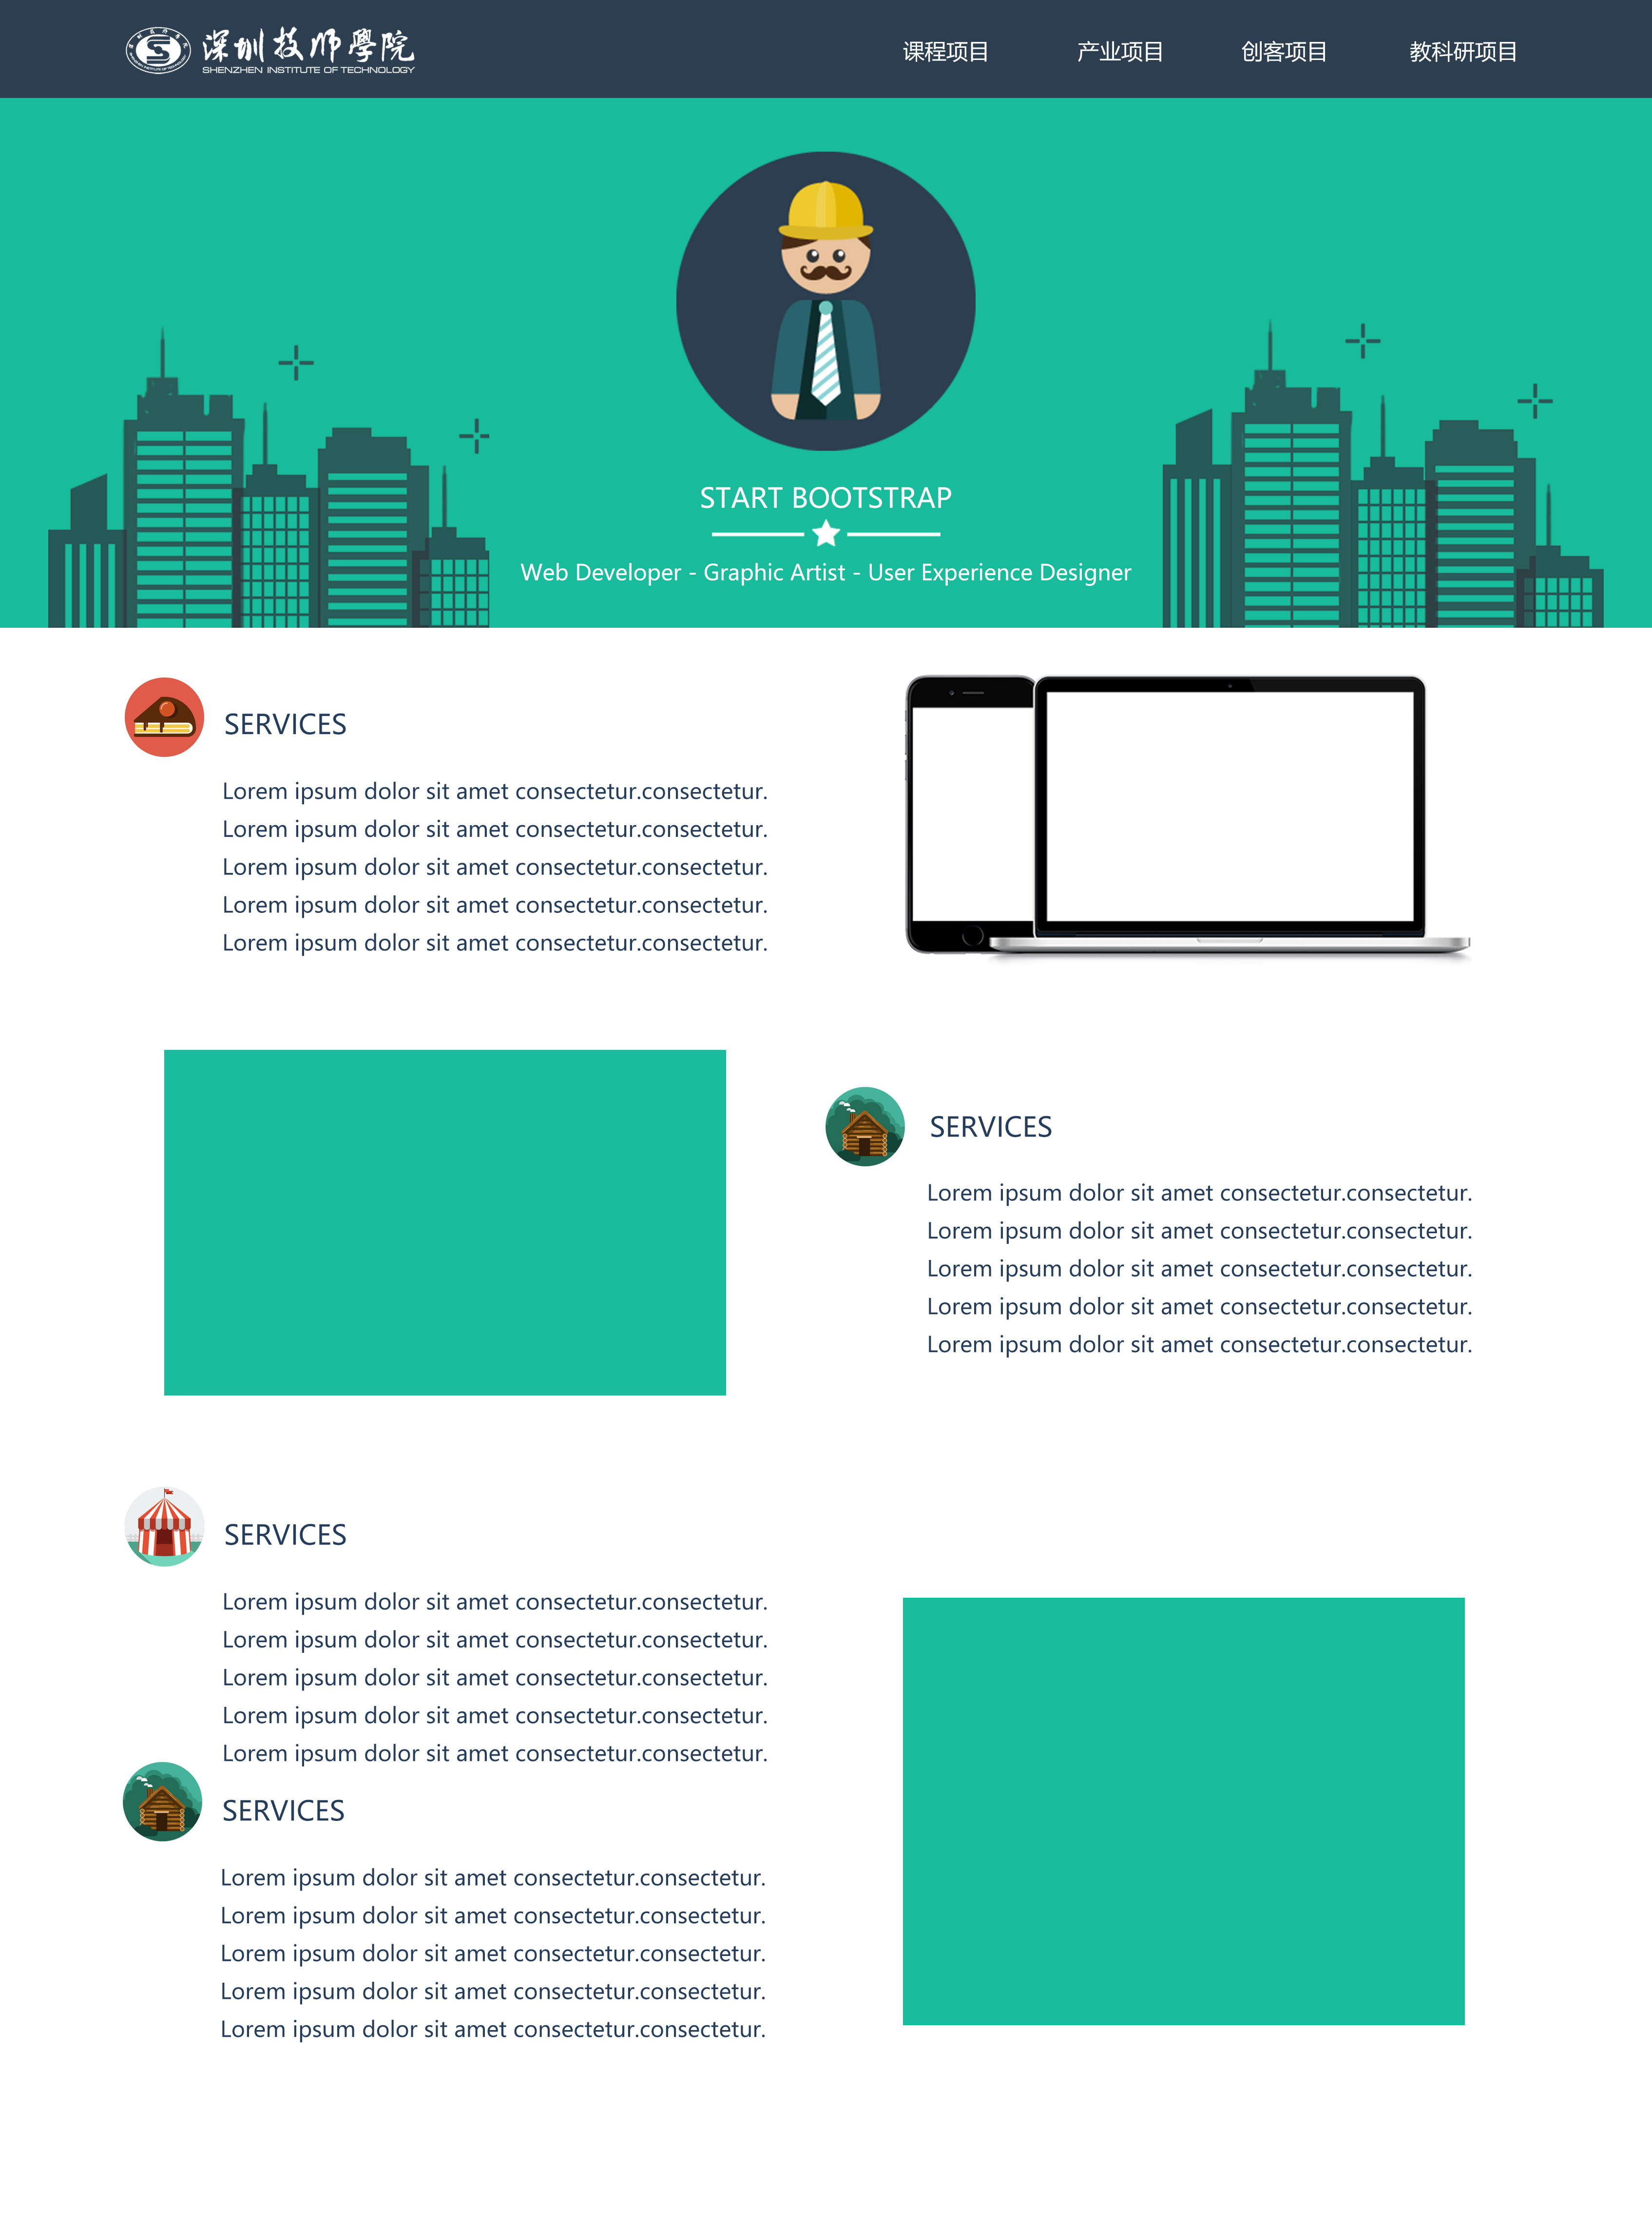 深圳技师學院
SHENZHEN INSTITUTE OF TECHNOLOGY
课程项目 产业项目 创客项目 教科研项目
START BOOTSTRAP
Web Developer - Graphic Artist - User Experience Designer
SERVICES
Lorem ipsum dolor sit amet consectetur.consectetur.
Lorem ipsum dolor sit amet consectetur.consectetur.
Lorem ipsum dolor sit amet consectetur.consectetur.
Lorem ipsum dolor sit amet consectetur.consectetur.
Lorem ipsum dolor sit amet consectetur.consectetur.
SERVICES
Lorem ipsum dolor sit amet consectetur.consectetur.
Lorem ipsum dolor sit amet consectetur.consectetur.
Lorem ipsum dolor sit amet consectetur.consectetur.
Lorem ipsum dolor sit amet consectetur.consectetur.
Lorem ipsum dolor sit amet consectetur.consectetur.
SERVICES
Lorem ipsum dolor sit amet consectetur.consectetur.
Lorem ipsum dolor sit amet consectetur.consectetur.
Lorem ipsum dolor sit amet consectetur.consectetur.
Lorem ipsum dolor sit amet consectetur.consectetur.
Lorem ipsum dolor sit amet consectetur.consectetur.
SERVICES
Lorem ipsum dolor sit amet consectetur.consectetur.
Lorem ipsum dolor sit amet consectetur.consectetur.
Lorem ipsum dolor sit amet consectetur.consectetur.
Lorem ipsum dolor sit amet consectetur.consectetur.
Lorem ipsum dolor sit amet consectetur.consectetur.